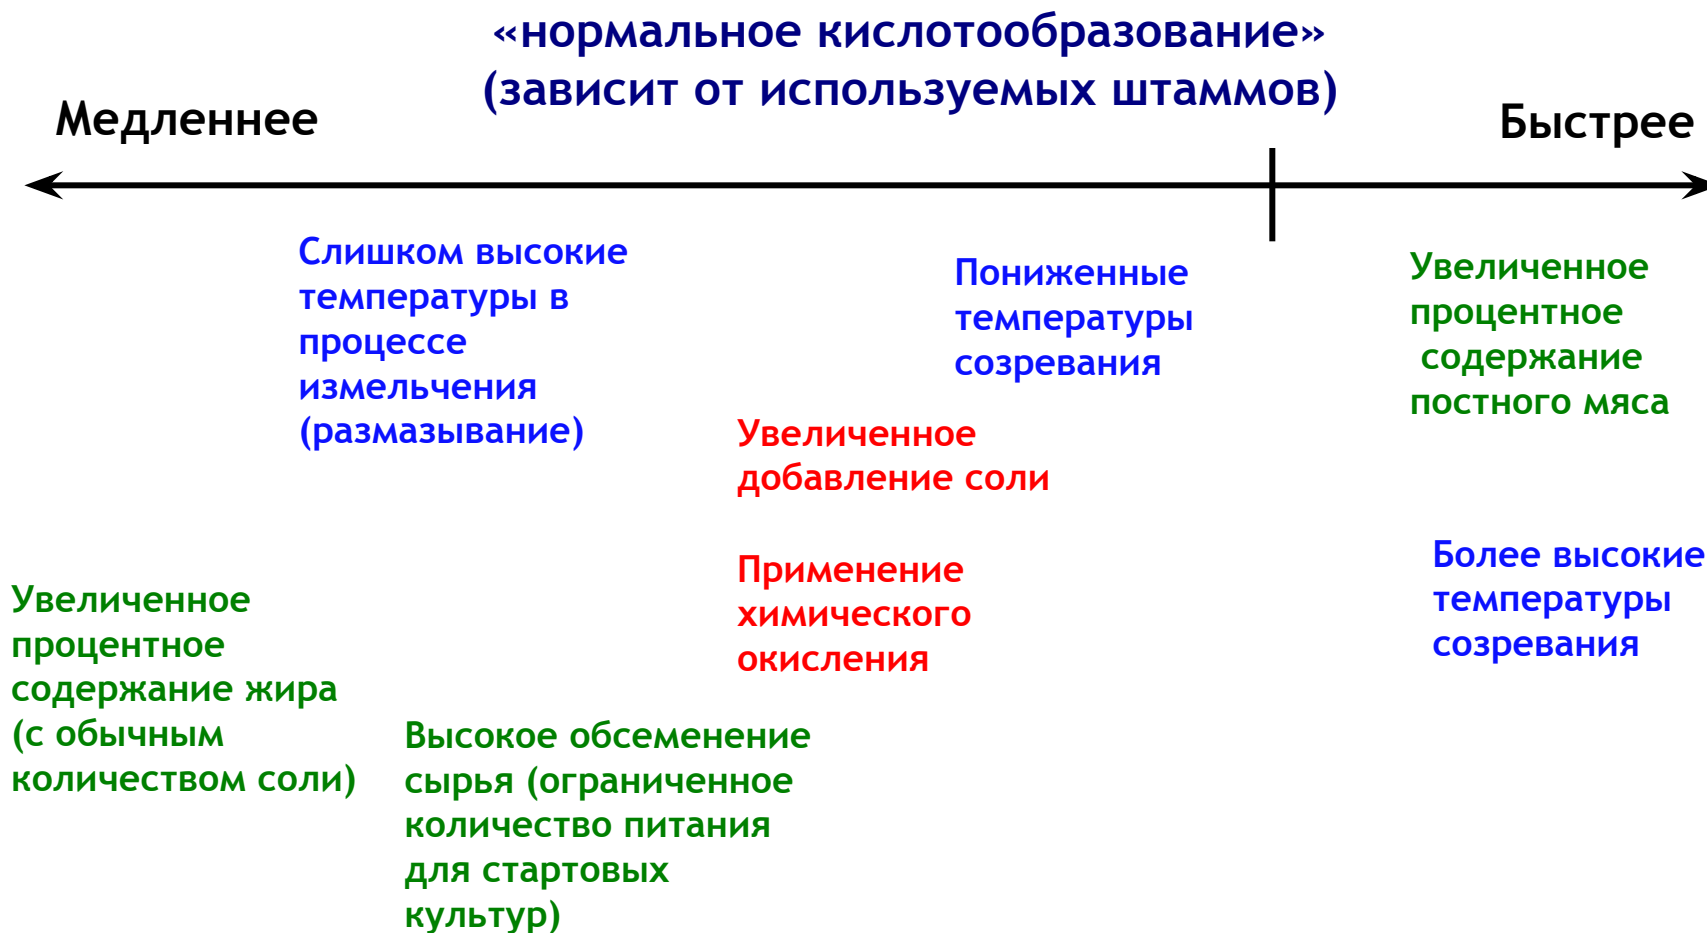 «нормальное кислотообразование»
(зависит от используемых штаммов)
Медленнее
Быстрее
Слишком высокие
температуры в
процессе
измельчения
(размазывание)
Пониженные
температуры
созревания
Увеличенное
процентное
содержание
постного мяса
Увеличенное
добавление соли
Применение
химического
окисления
Более высокие
температуры
созревания
Увеличенное
процентное
содержание жира
(с обычным
количеством соли)
Высокое обсеменение
сырья (ограниченное
количество питания
для стартовых
культур)